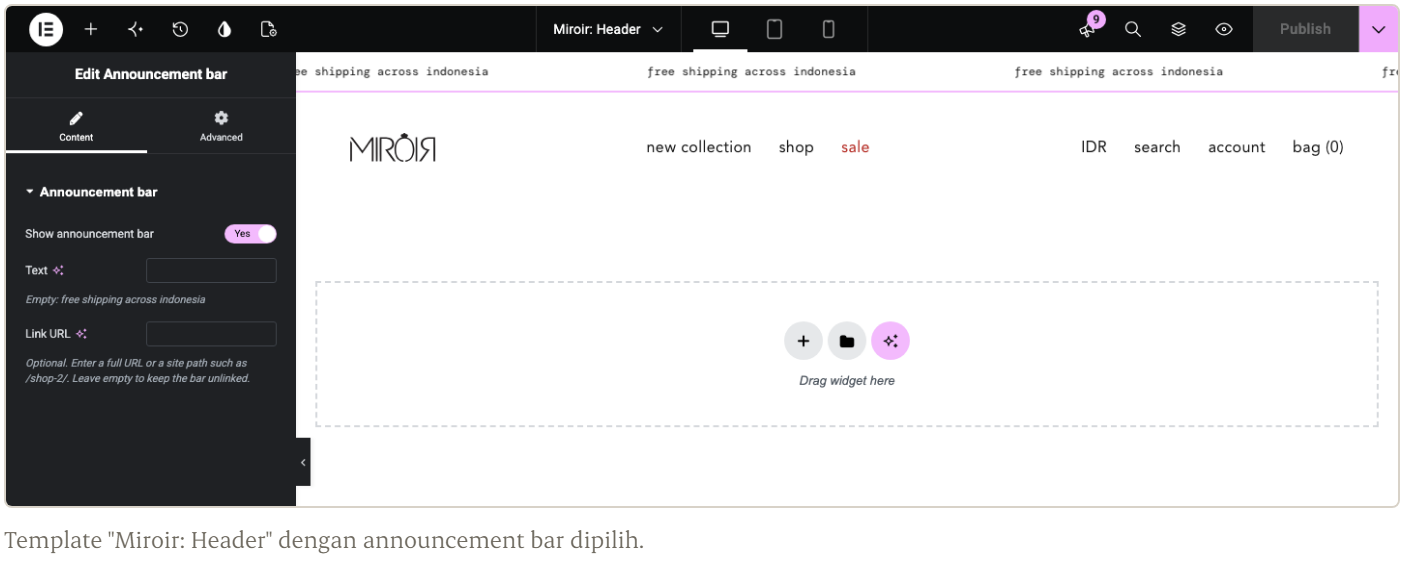 Miroir: Header
9
Publish
Edit Announcement bar
Content
Advanced
Announcement bar
Show announcement bar
Yes
Text
Empty: free shipping across indonesia
Link URL
Optional. Enter a full URL or a site path such as
/shop-2/. Leave empty to keep the bar unlinked.
ee shipping across indonesia free shipping across indonesia free shipping across indonesia fr
MIROIR
new collection shop sale
IDR search account bag (0)
Drag widget here
Template "Miroir: Header" dengan announcement bar dipilih.